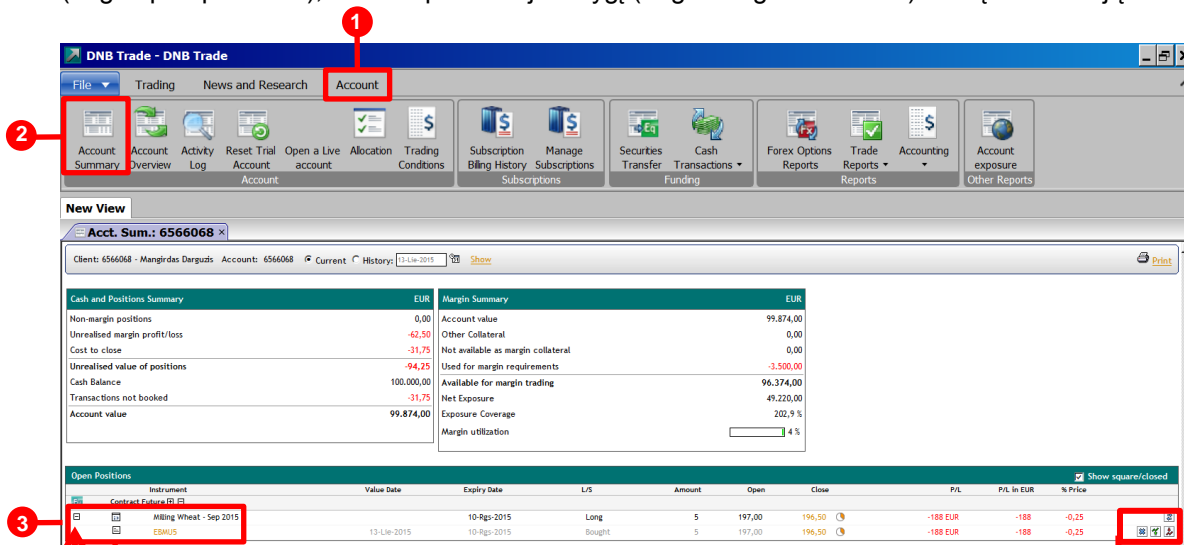 1
DNB Trade - DNB Trade
File Trading News and Research Account
2
Account Summary
Account Overview
Activity Log
Reset Trial Account
Open a Live account
Allocation
Trading Conditions
Account
Subscription Biling History
Manage Subscriptions
Subscriptions
Securities Transfer
Cash Transactions
Funding
Forex Options Reports
Trade Reports
Accounting
Reports
Account exposure
Other Reports
New View
Acct. Sum.: 6566068 ×
Client: 6566068 - Mangirdas Darguzis Account: 6566068 Current History: 13-Lie-2015 Show Print
Cash and Positions Summary EUR
Non-margin positions 0,00
Unrealised margin profit/loss -62,50
Cost to close -31,75
Unrealised value of positions -94,25
Cash Balance 100.000,00
Transactions not booked -31,75
Account value 99.874,00
Margin Summary EUR
Account value 99.874,00
Other Collateral 0,00
Not available as margin collateral 0,00
Used for margin requirements -3.500,00
Available for margin trading 96.374,00
Net Exposure 49.220,00
Exposure Coverage 202,9 %
Margin utilization 4 %
Open Positions Show square/closed
Instrument Value Date Expiry Date L/S Amount Open Close P/L P/L in EUR % Price
Contract Future
3
Milling Wheat - Sep 2015 10-Rgs-2015 Long 5 197,00 196,50 -188 EUR -188 -0,25
EBMU5 13-Lie-2015 10-Rgs-2015 Bought 5 197,00 196,50 -188 EUR -188 -0,25